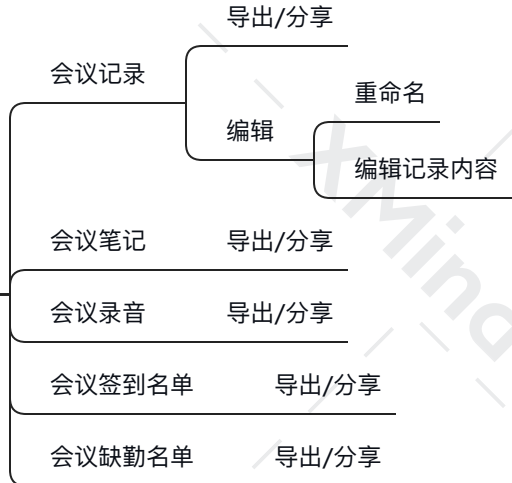 导出/分享
会议记录
重命名
编辑
编辑记录内容
会议笔记 导出/分享
会议录音 导出/分享
会议签到名单 导出/分享
会议缺勤名单 导出/分享
XMind